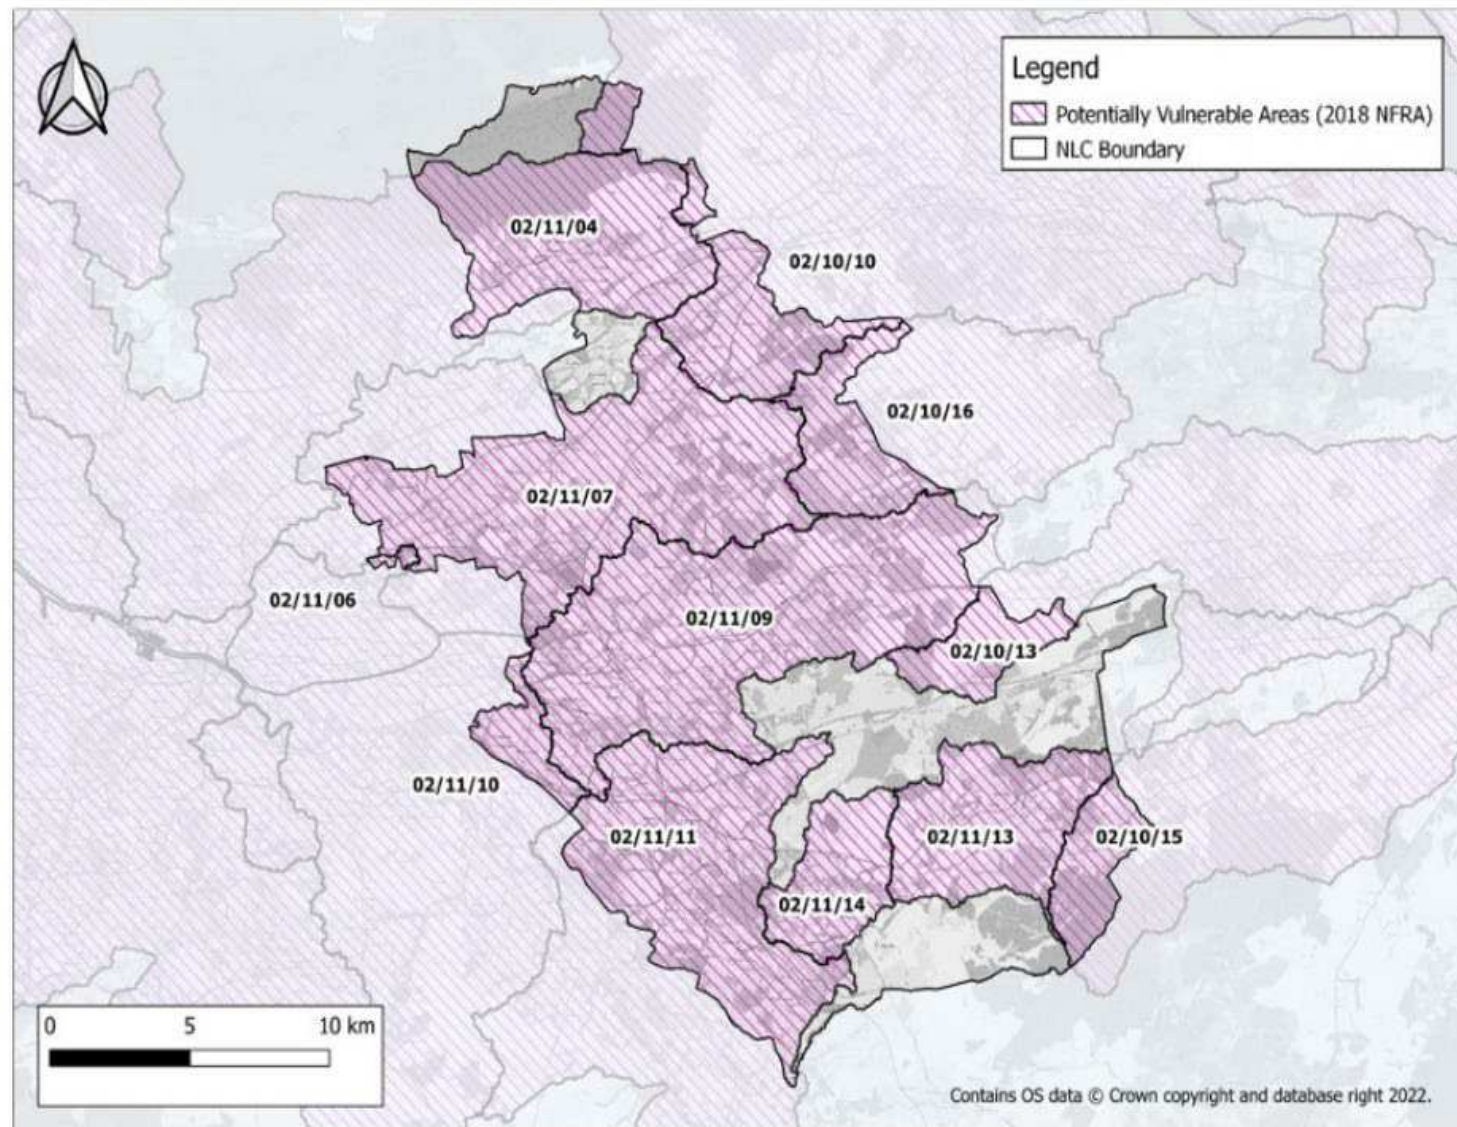 Legend
Potentially Vulnerable Areas (2018 NFRA)
NLC Boundary
02/11/04
02/10/10
02/10/16
02/11/07
02/11/06
02/11/09
02/10/13
02/11/10
02/11/11
02/11/13
02/10/15
02/11/14
0 5 10 km
Contains OS data © Crown copyright and database right 2022.